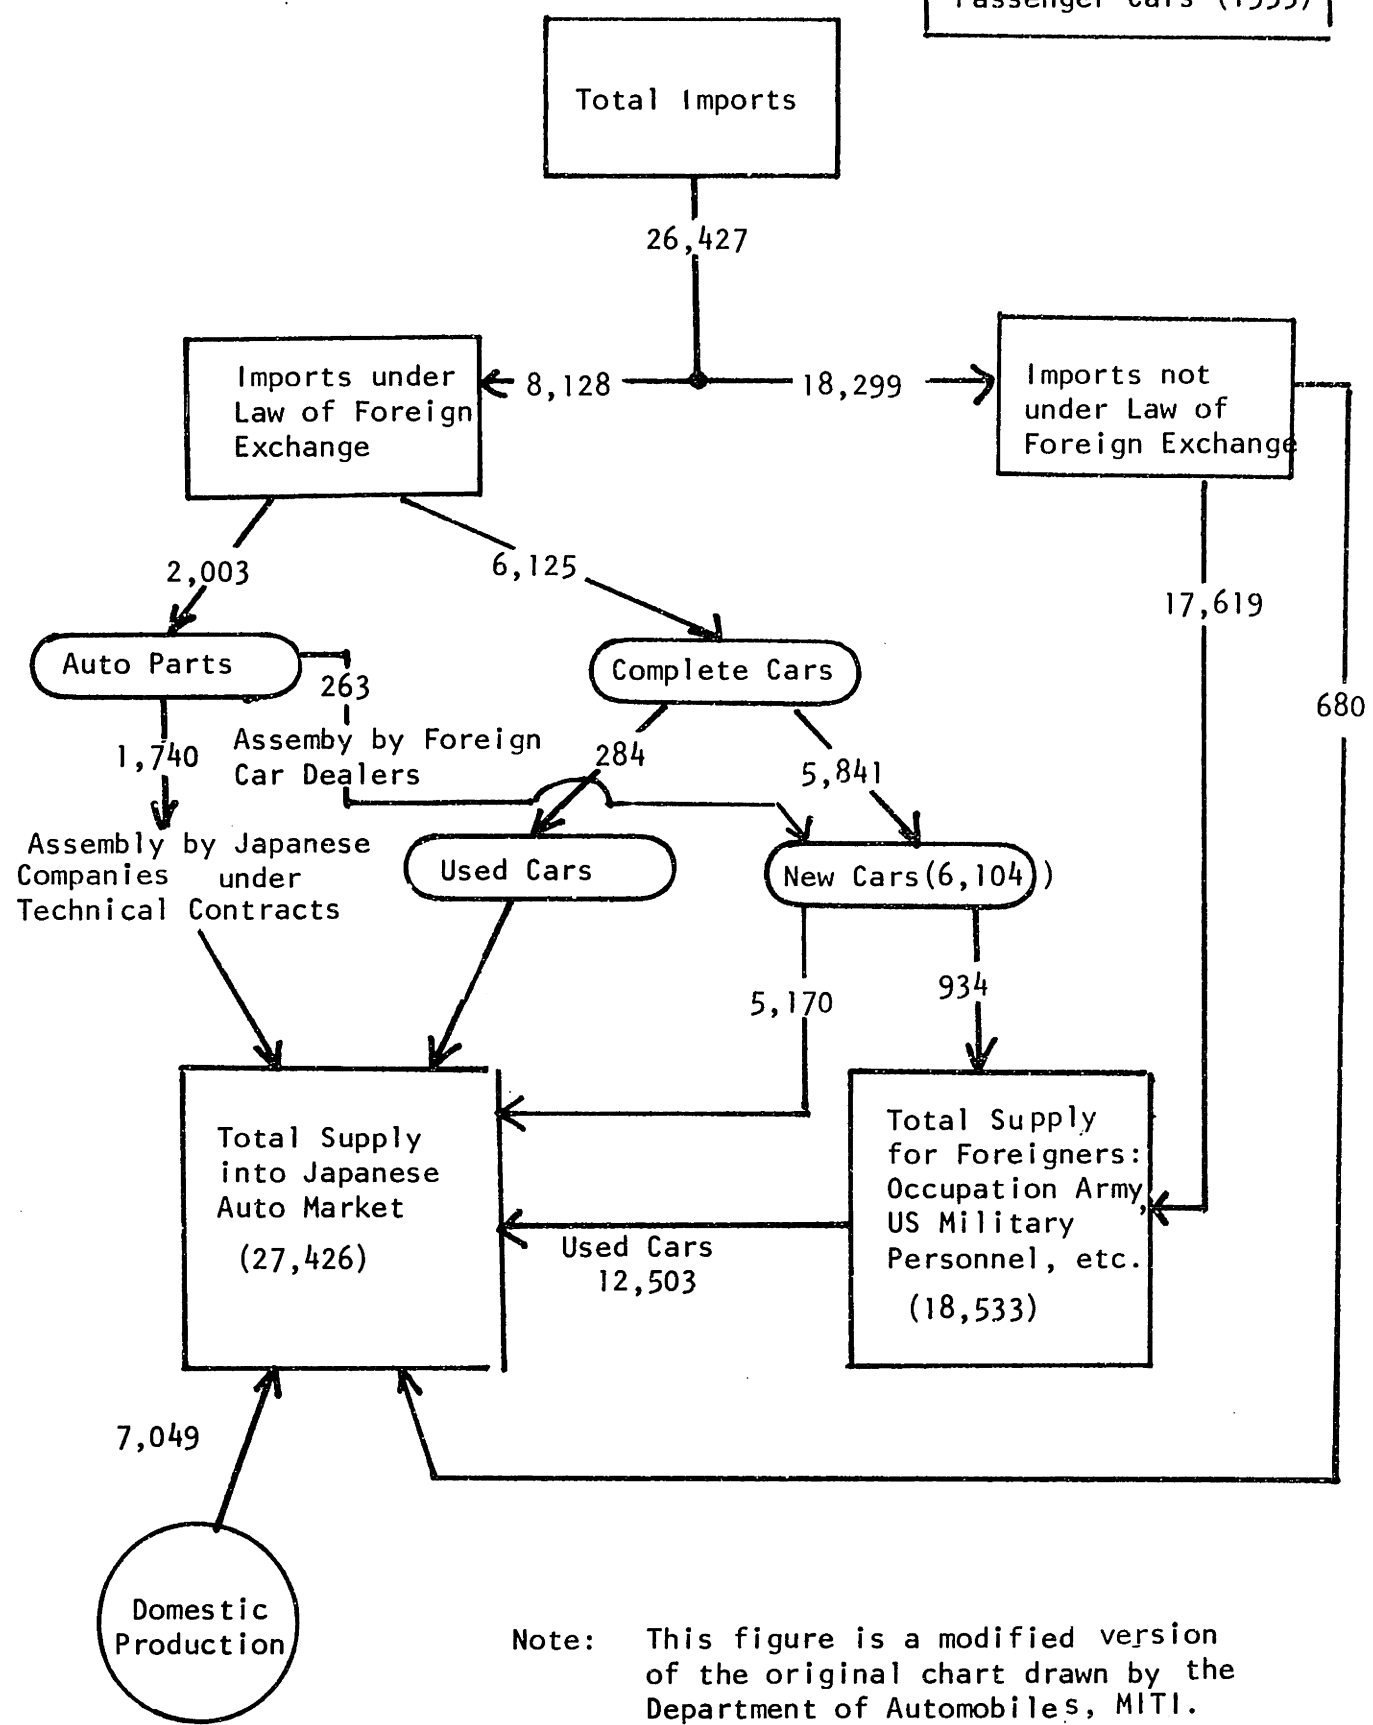 Passenger Cars (1953)
Total Imports
26,427
Imports under
Law of Foreign
Exchange
8,128
18,299
Imports not
under Law of
Foreign Exchange
2,003
6,125
17,619
Auto Parts
263
Complete Cars
680
1,740
Assemby by Foreign
Car Dealers
284
5,841
Assembly by Japanese
Companies under
Technical Contracts
Used Cars
New Cars(6,104))
5,170
934
Total Supply
into Japanese
Auto Market
(27,426)
Used Cars
12,503
Total Supply
for Foreigners:
Occupation Army,
US Military
Personnel, etc.
(18,533)
7,049
Domestic
Production
Note: This figure is a modified version
of the original chart drawn by the
Department of Automobiles, MITI.